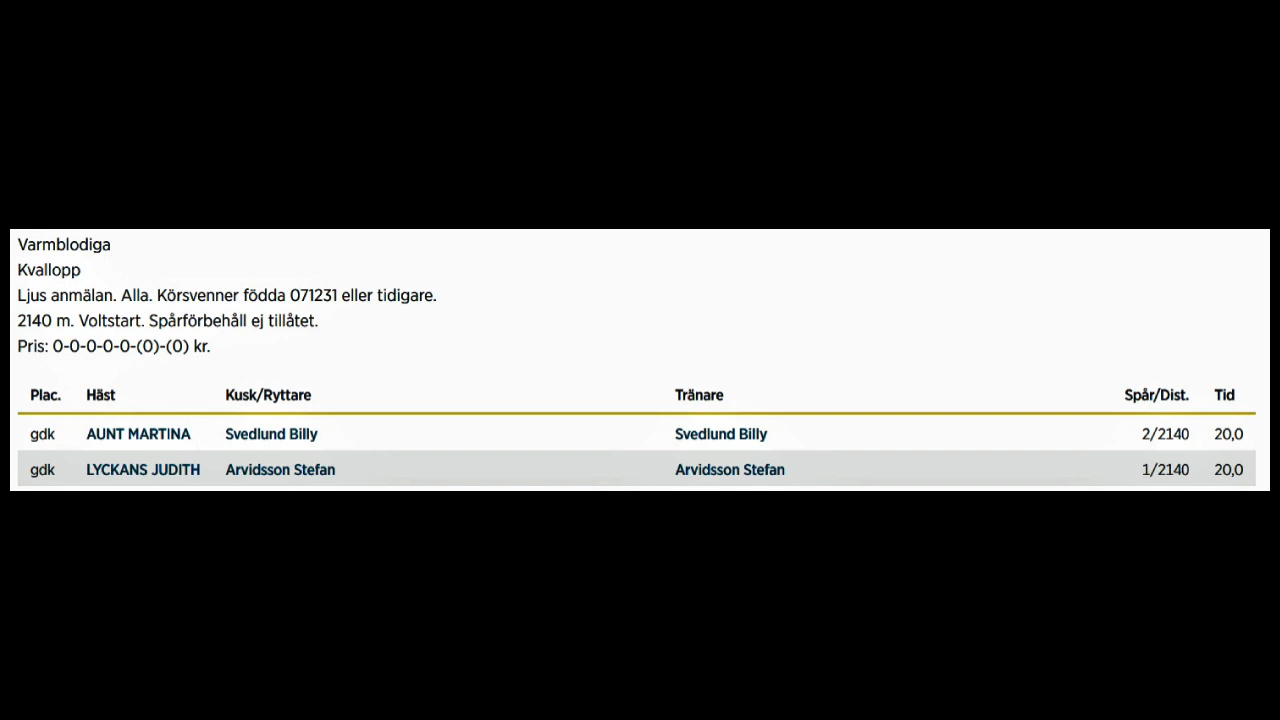 Varmblodiga
Kvallopp
Ljus anmälan. Alla. Körsvenner födda 071231 eller tidigare.
2140 m. Voltstart. Spårförbehåll ej tillåtet.
Pris: 0-0-0-0-0-(0)-(0) kr.
Plac. Häst Kusk/Ryttare Tränare Spår/Dist. Tid
gdk AUNT MARTINA Svedlund Billy Svedlund Billy 2/2140 20,0
gdk LYCKANS JUDITH Arvidsson Stefan Arvidsson Stefan 1/2140 20,0